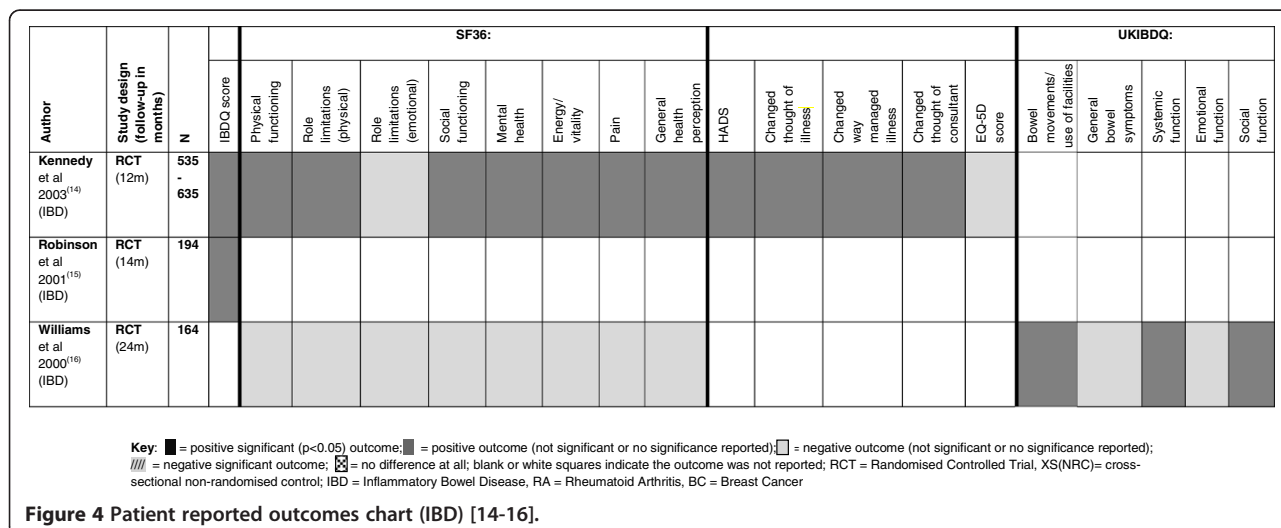 SF36:
UKIBDQ:
Author
Study design
(follow-up in
months)
N
IBDQ score
Physical
functioning
Role
limitations
(physical)
Role
limitations
(emotional)
Social
functioning
Mental
health
Energy/
vitality
Pain
General
health
perception
HADS
Changed
thought of
illness
Changed
way
managed
illness
Changed
thought of
consultant
EQ-5D
score
Bowel
movements/
use of facilities
General
bowel
symptoms
Systemic
function
Emotional
function
Social
function
Kennedy
et al
2003(14)
(IBD)
RCT
(12m)
535
-
635
Robinson
et al
2001(15)
(IBD)
RCT
(14m)
194
Williams
et al
2000(16)
(IBD)
RCT
(24m)
164
Key: = positive significant (p<0.05) outcome; = positive outcome (not significant or no significance reported); = negative outcome (not significant or no significance reported);
//// = negative significant outcome; = no difference at all; blank or white squares indicate the outcome was not reported; RCT = Randomised Controlled Trial, XS(NRC)= cross-
sectional non-randomised control; IBD = Inflammatory Bowel Disease, RA = Rheumatoid Arthritis, BC = Breast Cancer
Figure 4 Patient reported outcomes chart (IBD) [14-16].